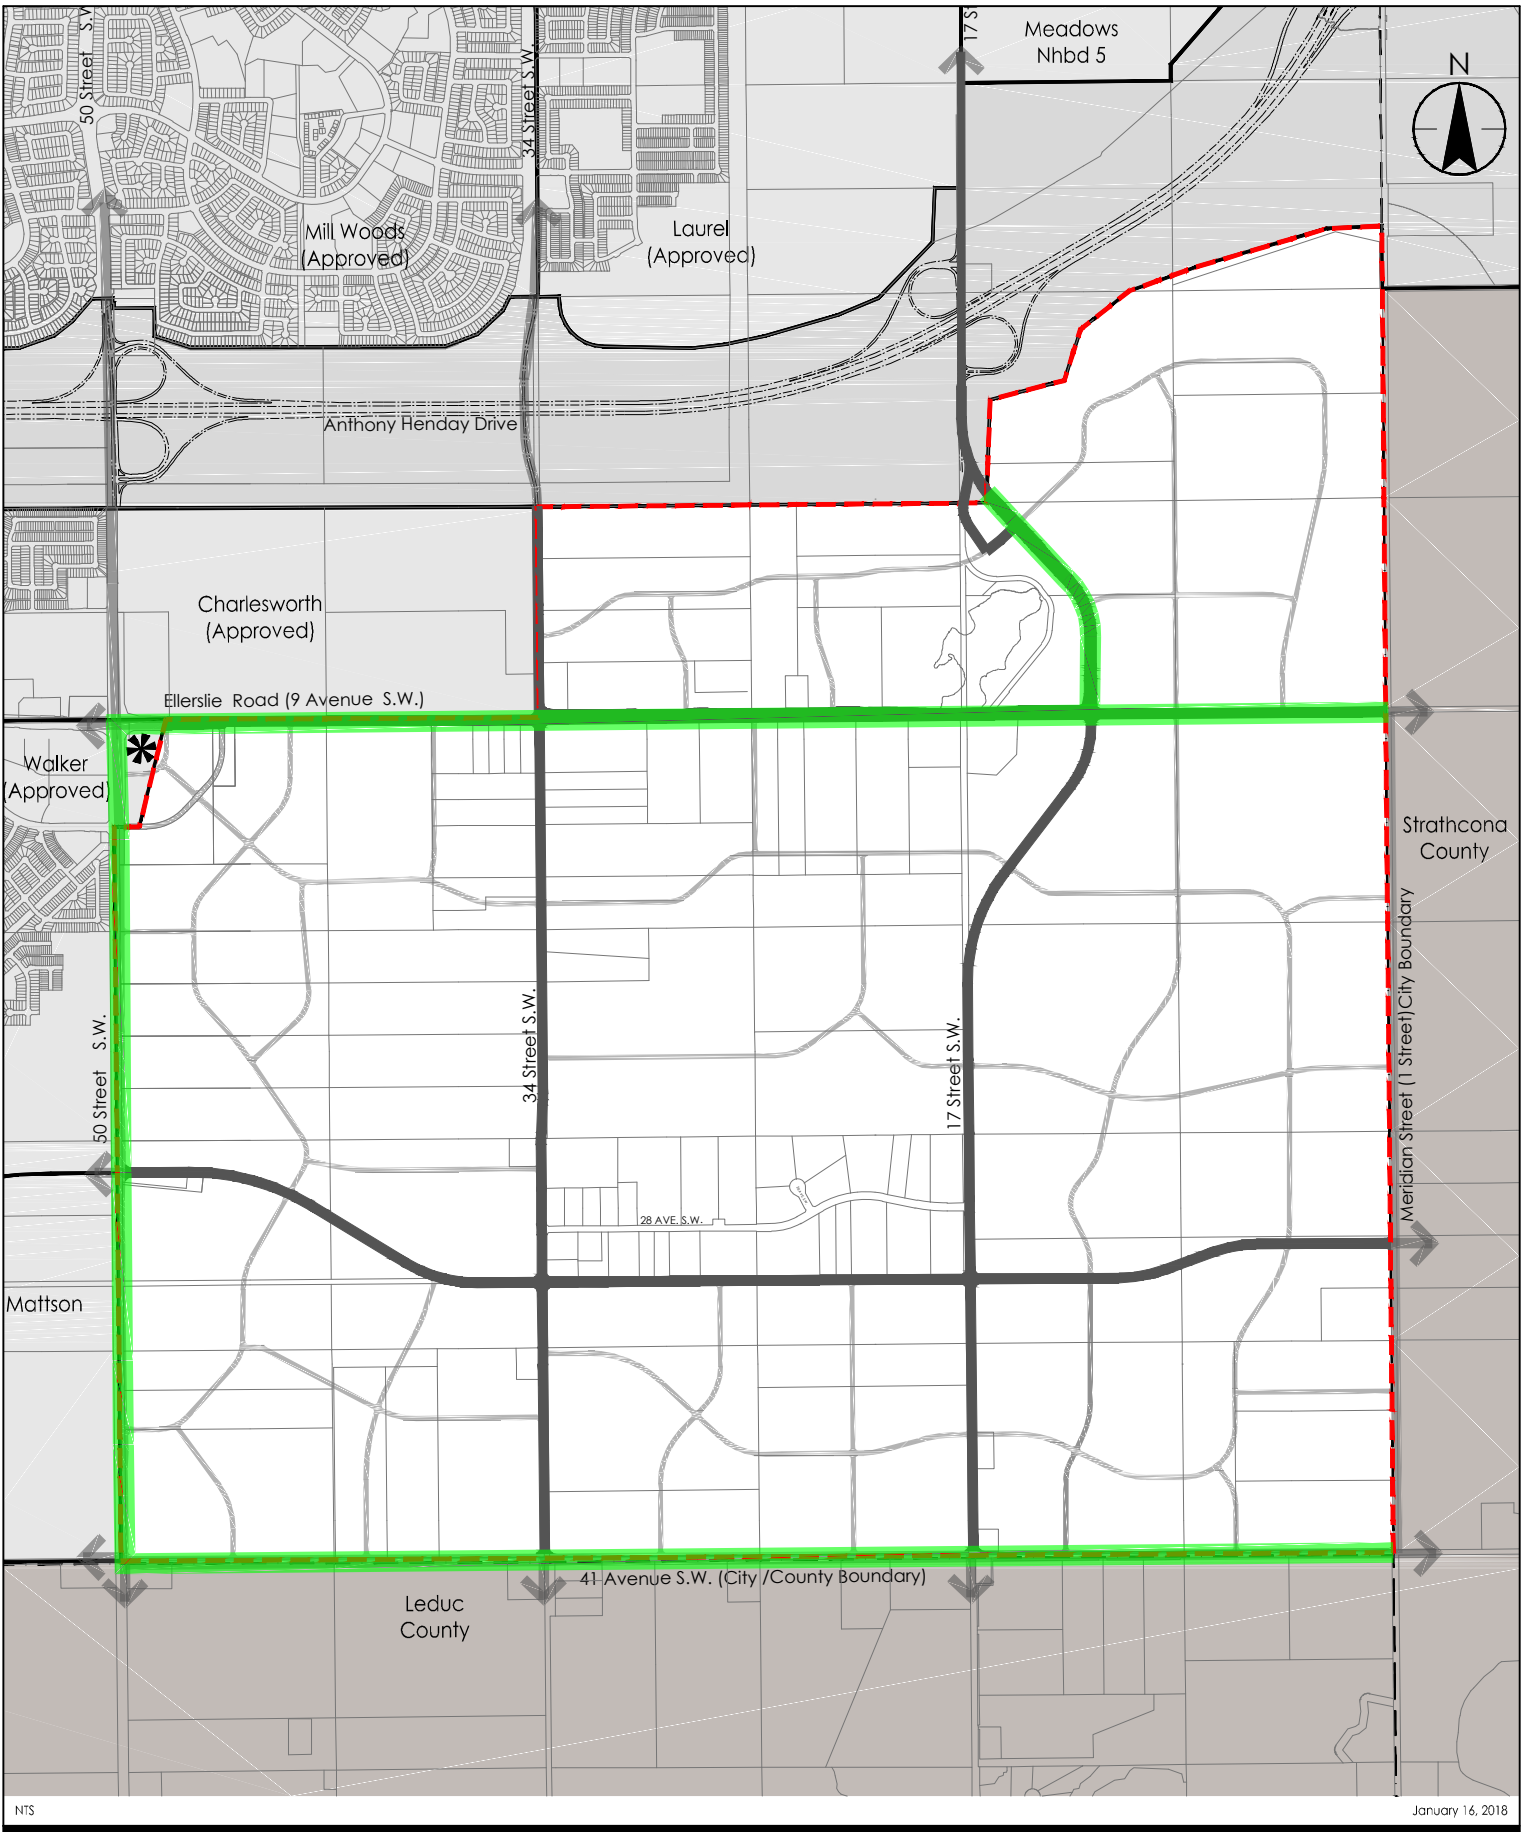 50 Street S.W
34 Street S.W.
17 St
Meadows
Nhbd 5
N
Mill Woods
(Approved)
Laurel
(Approved)
Anthony Henday Drive
Charlesworth
(Approved)
Ellerslie Road (9 Avenue S.W.)
Walker
(Approved)
Strathcona
County
Meridian Street (1 Street)City Boundary
50 Street S.W.
34 Street S.W.
17 Street S.W.
28 AVE. S.W.
Mattson
41 Avenue S.W. (City /County Boundary)
Leduc
County
NTS
January 16, 2018